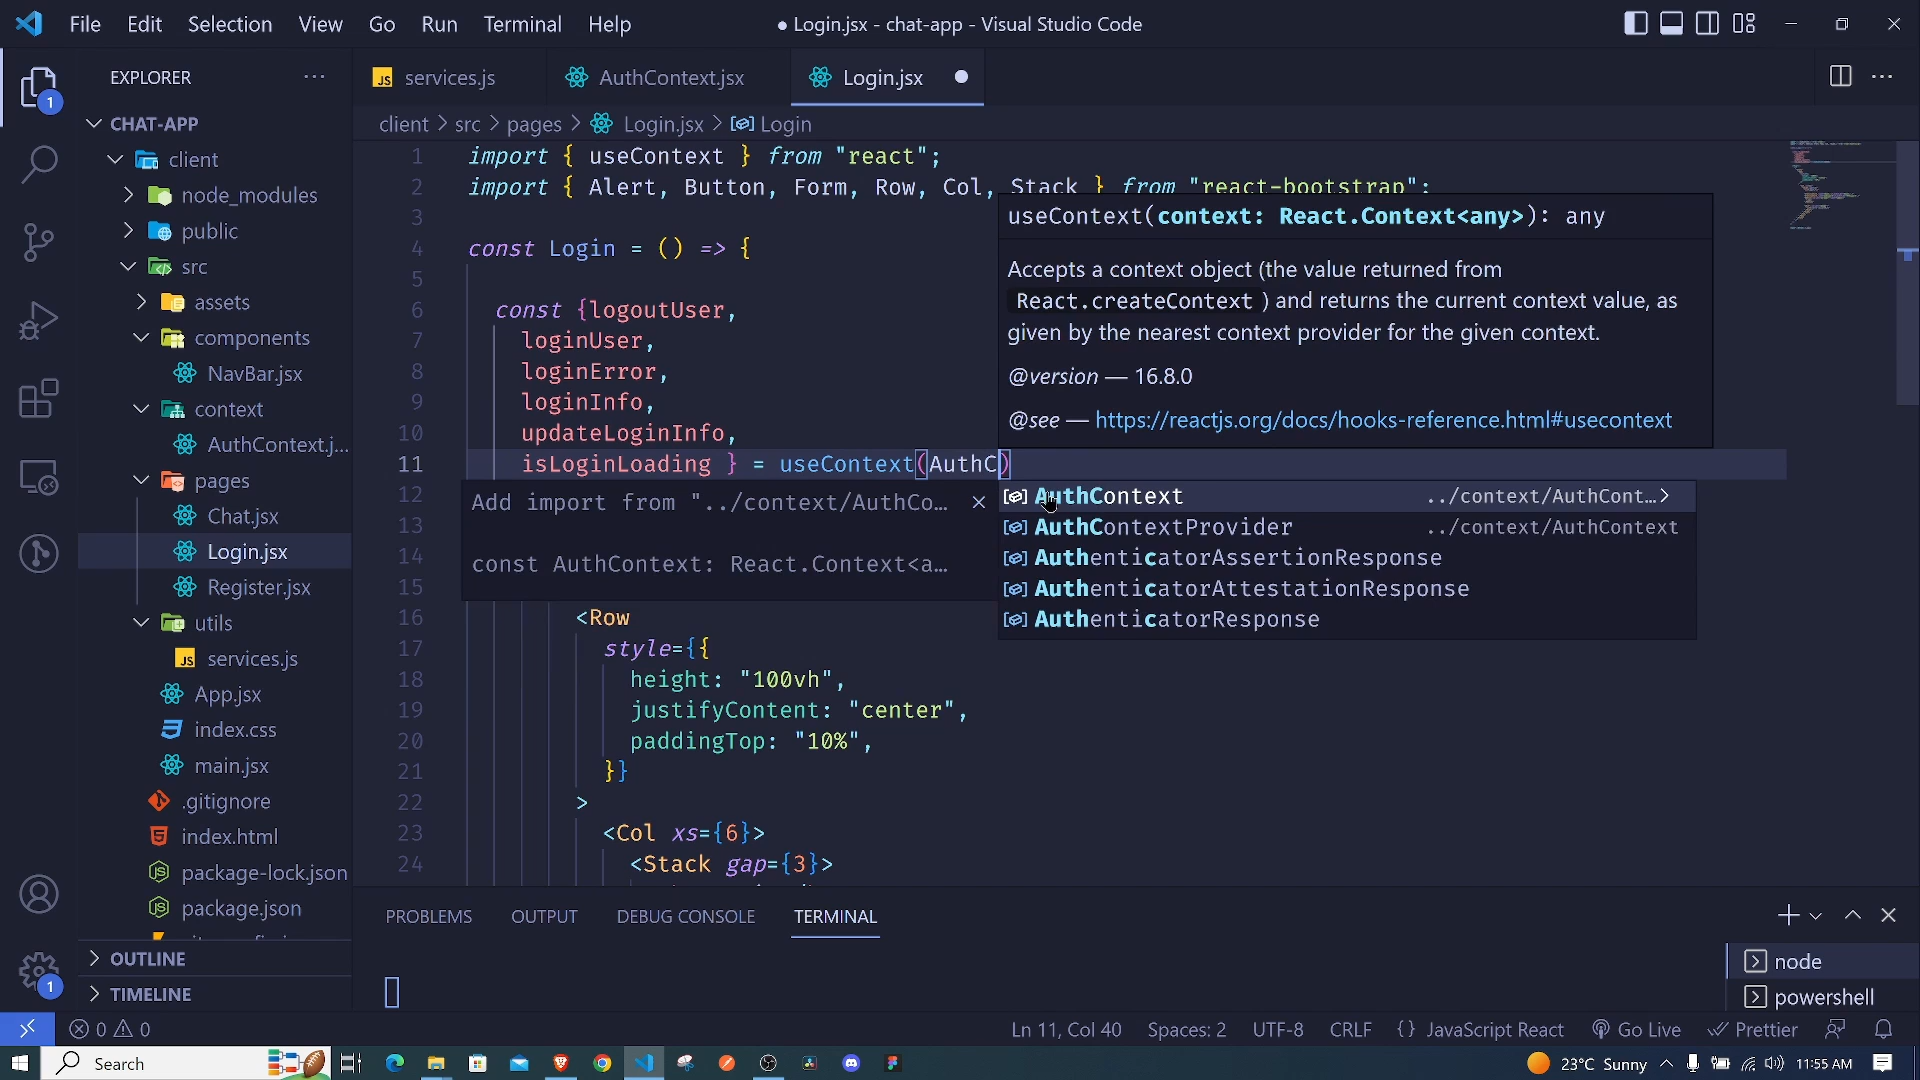 File Edit Selection View Go Run Terminal Help
● Login.jsx - chat-app - Visual Studio Code
EXPLORER
services.js
AuthContext.jsx
Login.jsx
1
CHAT-APP
client
node_modules
public
src
assets
components
NavBar.jsx
context
AuthContext.j...
pages
Chat.jsx
Login.jsx
Register.jsx
utils
services.js
App.jsx
index.css
main.jsx
.gitignore
index.html
package-lock.json
package.json
OUTLINE
TIMELINE
1
client > src > pages > Login.jsx > Login
1 import { useContext } from "react";
2 import { Alert, Button, Form, Row, Col, Stack } from "react-bootstrap";
3
4 const Login = () => {
5
6 const {logoutUser,
7 loginUser,
8 loginError,
9 loginInfo,
10 updateLoginInfo,
11 isLoginLoading } = useContext(AuthC)
12
13
14
15
16 <Row
17 style={{
18 height: "100vh",
19 justifyContent: "center",
20 paddingTop: "10%",
21 }}
22 >
23 <Col xs={6}>
24 <Stack gap={3}>
useContext(context: React.Context<any>): any
Accepts a context object (the value returned from
React.createContext ) and returns the current context value, as
given by the nearest context provider for the given context.
@version — 16.8.0
@see — https://reactjs.org/docs/hooks-reference.html#usecontext
Add import from "../context/AuthCo...
const AuthContext: React.Context<a...
AuthContext ../context/AuthCont...
AuthContextProvider ../context/AuthContext
AuthenticatorAssertionResponse
AuthenticatorAttestationResponse
AuthenticatorResponse
PROBLEMS OUTPUT DEBUG CONSOLE TERMINAL
node
powershell
0 0
Ln 11, Col 40 Spaces: 2 UTF-8 CRLF {} JavaScript React Go Live Prettier
Search
23°C Sunny 11:55 AM